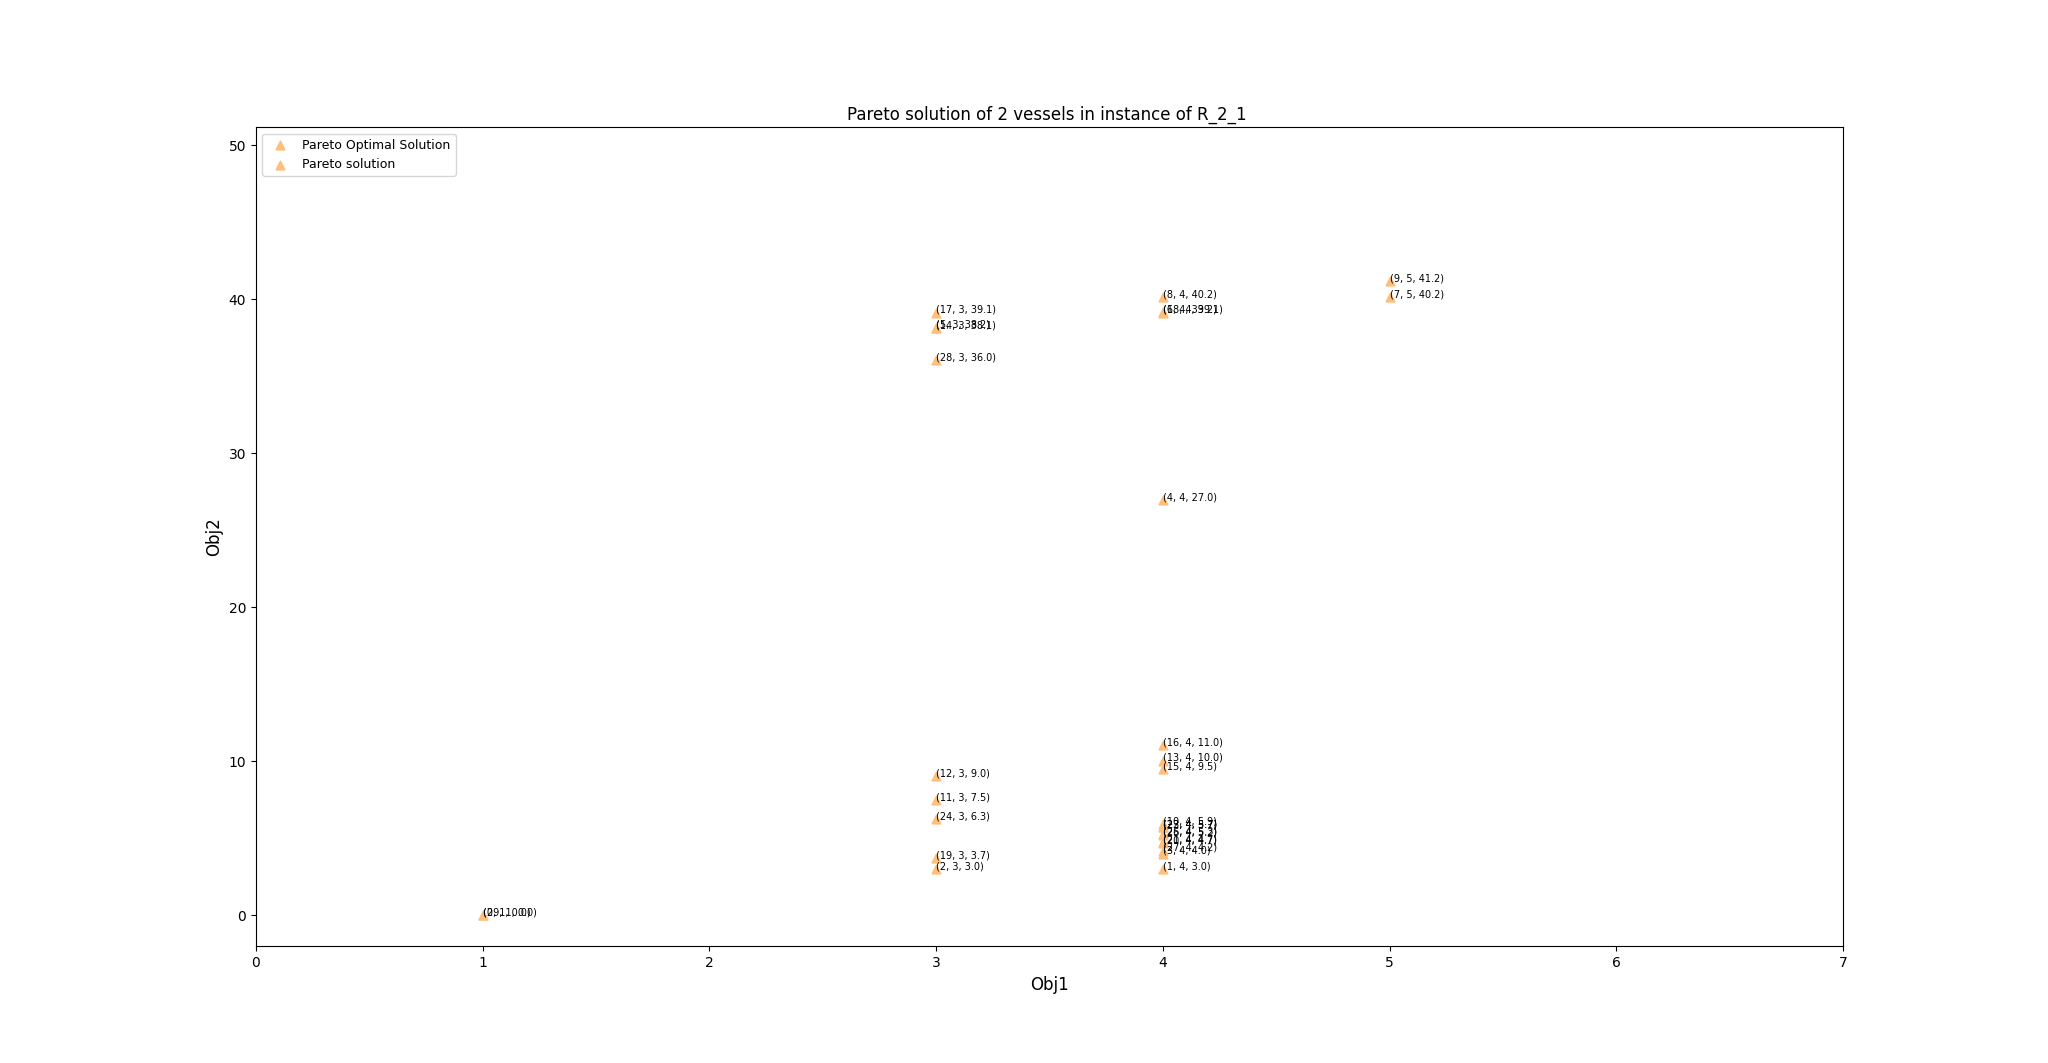 Pareto solution of 2 vessels in instance of R_2_1
Pareto Optimal Solution
Pareto solution
50
40
30
20
10
0
Obj2
(9, 5, 41.2)
(7, 5, 40.2)
(8, 4, 40.2)
(17, 3, 39.1)
(28, 3, 36.0)
(4, 4, 27.0)
(16, 4, 11.0)
(13, 4, 10.0)
(15, 4, 9.5)
(12, 3, 9.0)
(11, 3, 7.5)
(24, 3, 6.3)
(19, 3, 3.7)
(2, 3, 3.0)
(1, 4, 3.0)
0
1
2
3
4
5
6
7
Obj1